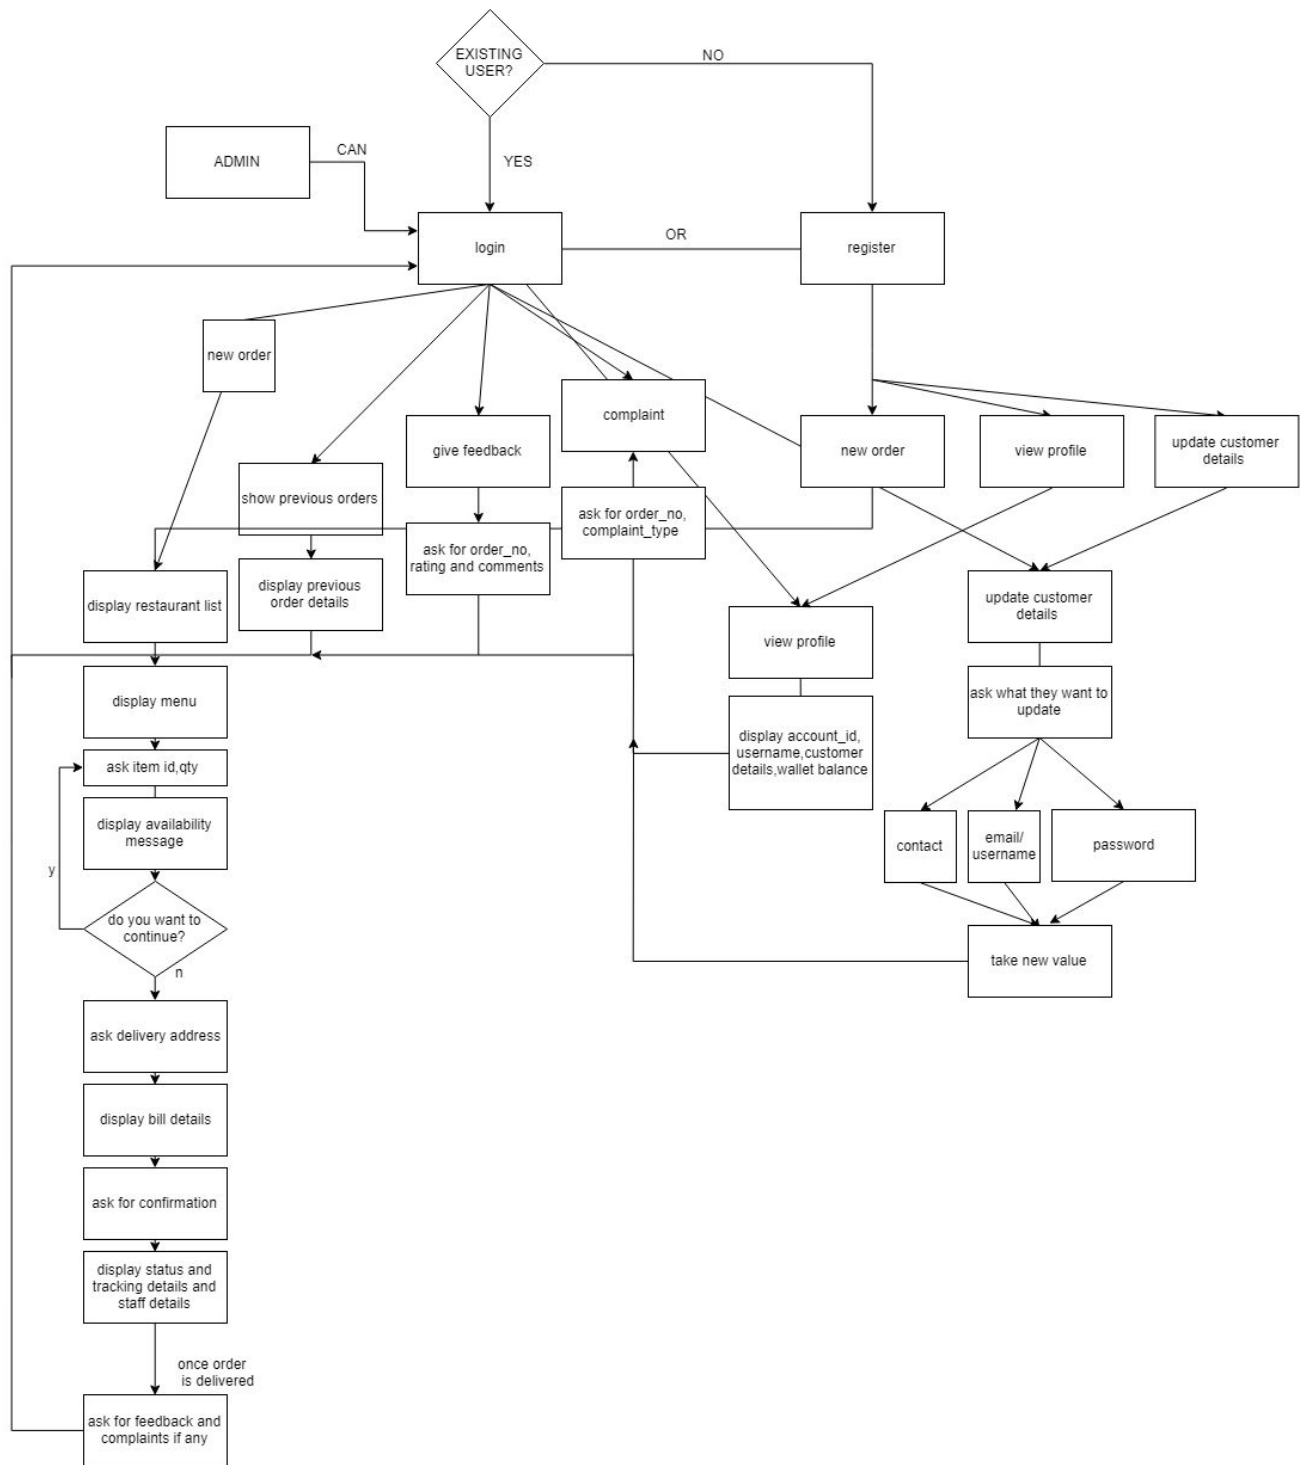 EXISTING
USER?
NO
YES
ADMIN
CAN
login
OR
register
new order
complaint
give feedback
new order
view profile
update customer
details
show previous orders
ask for order_no,
complaint_type
ask for order_no,
rating and comments
display restaurant list
display previous
order details
update customer
details
view profile
display menu
ask what they want to
update
display account_id,
username,customer
details,wallet balance
ask item id,qty
display availability
message
contact
email/
username
password
y
do you want to
continue?
n
take new value
ask delivery address
display bill details
ask for confirmation
display status and
tracking details and
staff details
once order
is delivered
ask for feedback and
complaints if any